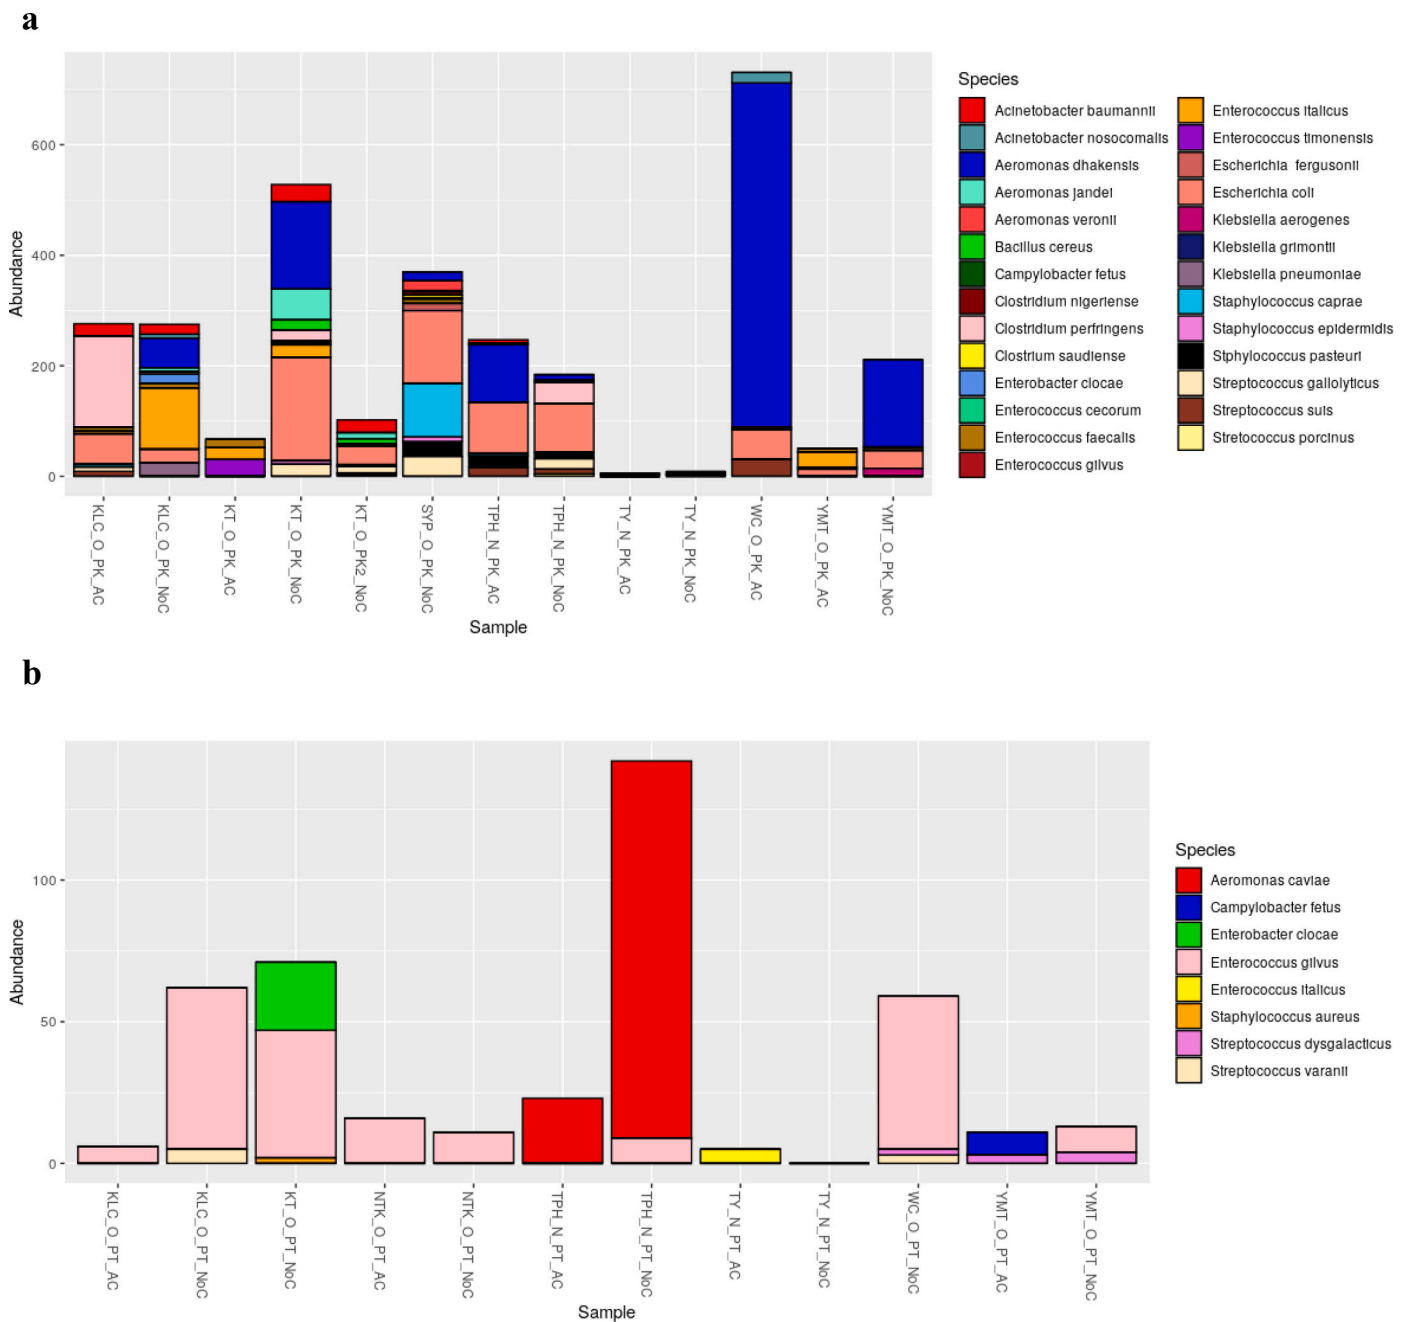 a
Abundance
600
400
200
0
KLC_O_PK_AC
KLC_O_PK_NoC
KT_O_PK_AC
KT_O_PK_NoC
KT_O_PK2_NoC
SYP_O_PK_NoC
TPH_N_PK_AC
TPH_N_PK_NoC
TY_N_PK_AC
TY_N_PK_NoC
WC_O_PK_AC
YMT_O_PK_AC
YMT_O_PK_NoC
Sample
Species
Acinetobacter baumannii
Acinetobacter nosocomalis
Aeromonas dhakensis
Aeromonas jandei
Aeromonas veronii
Bacillus cereus
Campylobacter fetus
Clostridium nigeriense
Clostridium perfringens
Clostrium saudiense
Enterobacter clocae
Enterococcus cecorum
Enterococcus faecalis
Enterococcus gilvus
Enterococcus italicus
Enterococcus timonensis
Escherichia fergusonii
Escherichia coli
Klebsiella aerogenes
Klebsiella grimontii
Klebsiella pneumoniae
Staphylococcus caprae
Staphylococcus epidermidis
Stphylococcus pasteuri
Streptococcus gallolyticus
Streptococcus suis
Stretococcus porcinus
b
Abundance
100
50
0
KLC_O_PT_AC
KLC_O_PT_NoC
KT_O_PT_NoC
NTK_O_PT_AC
NTK_O_PT_NoC
TPH_N_PT_AC
TPH_N_PT_NoC
TY_N_PT_AC
TY_N_PT_NoC
WC_O_PT_NoC
YMT_O_PT_AC
YMT_O_PT_NoC
Sample
Species
Aeromonas caviae
Campylobacter fetus
Enterobacter clocae
Enterococcus gilvus
Enterococcus italicus
Staphylococcus aureus
Streptococcus dysgalacticus
Streptococcus varanii